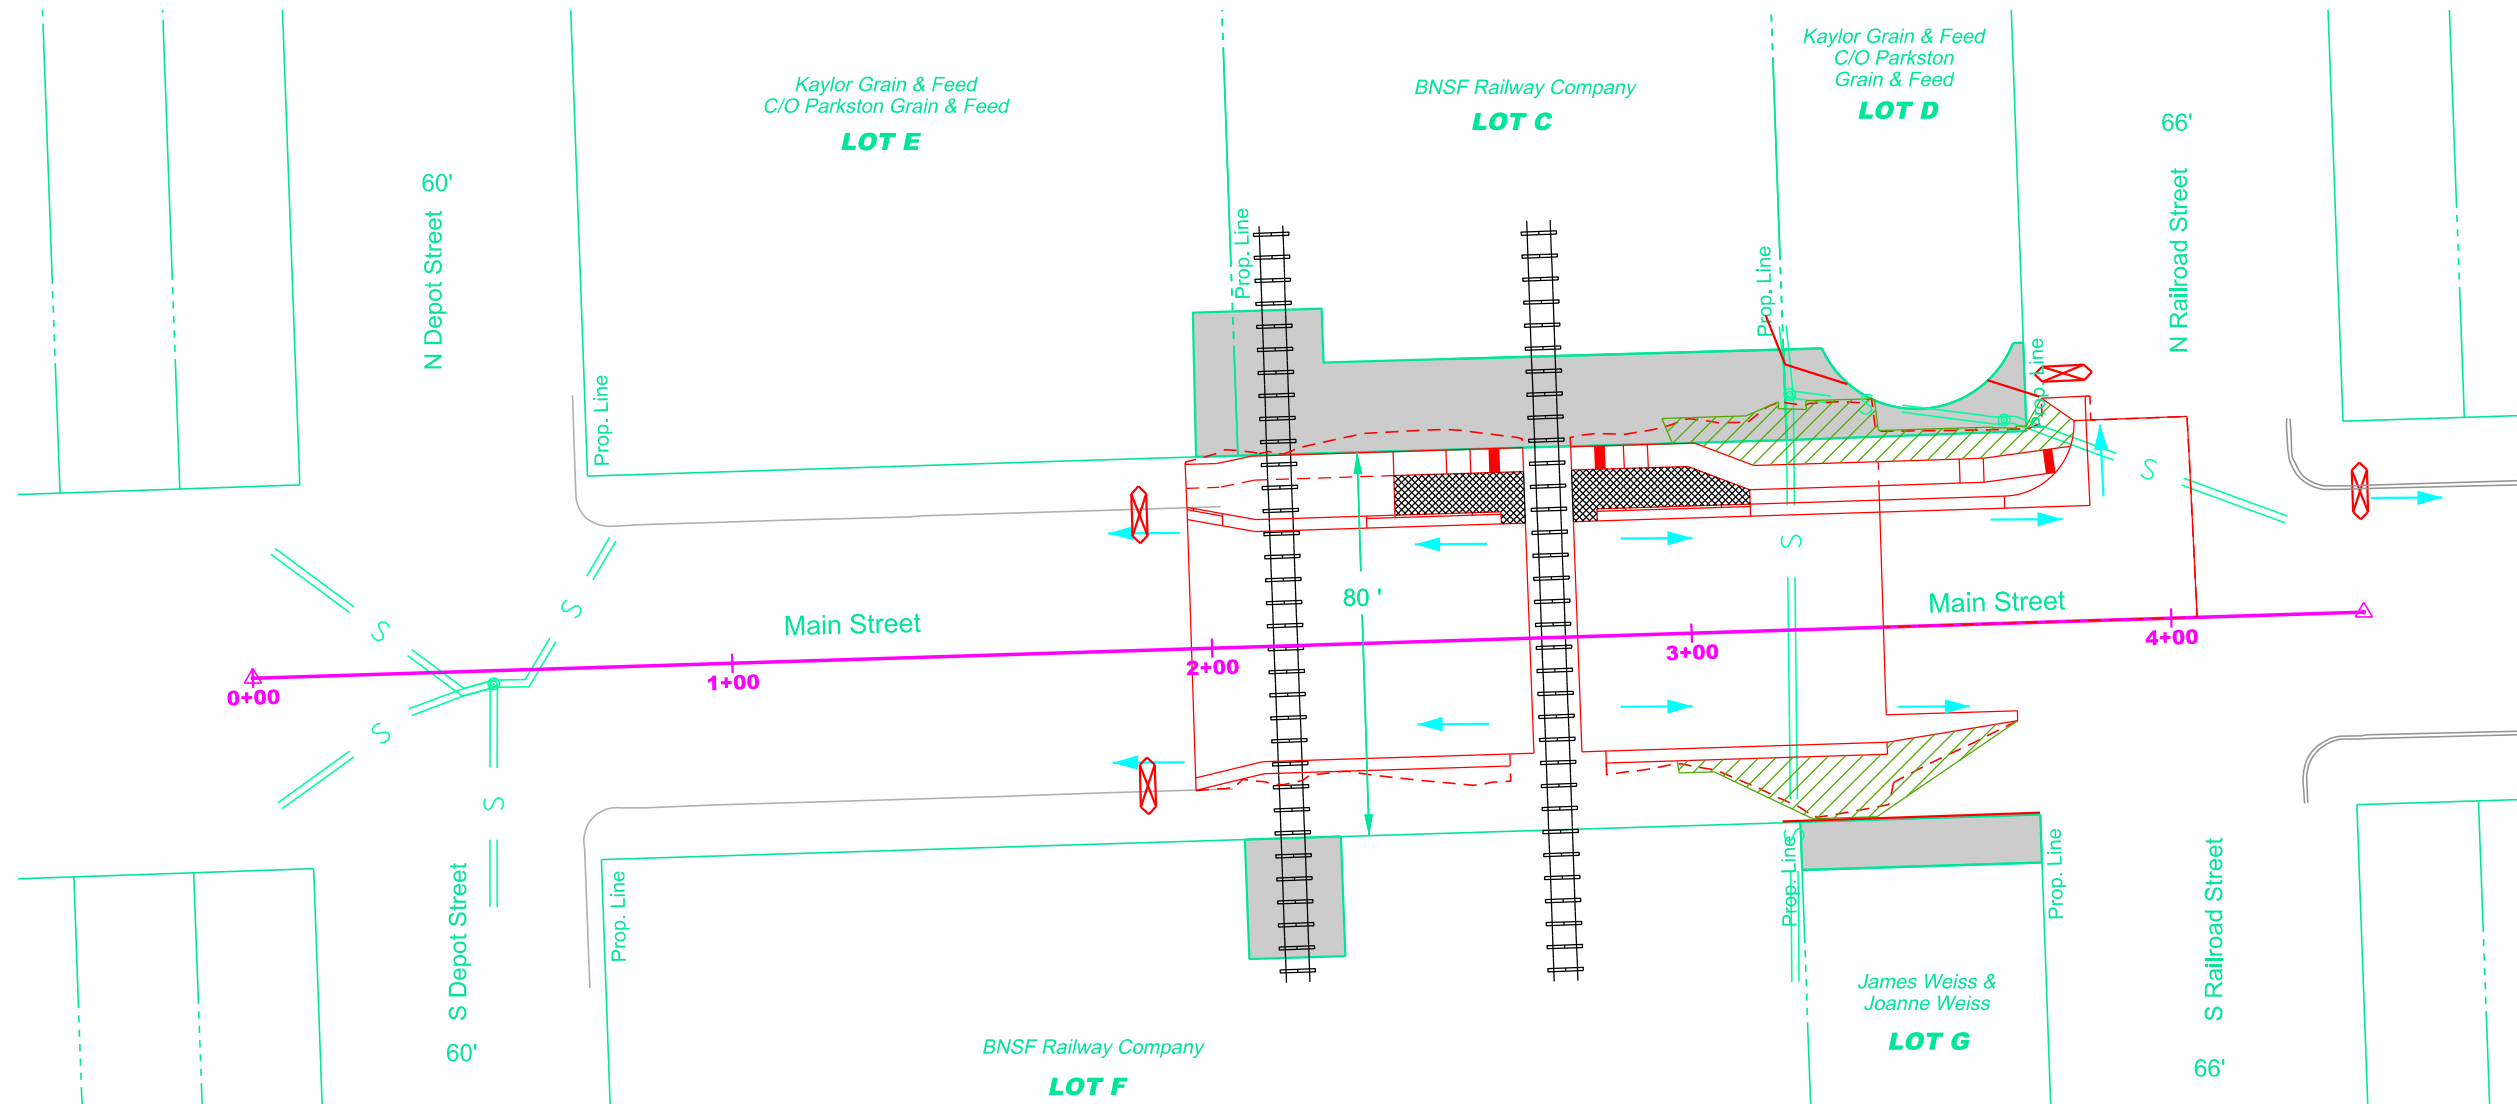 Kaylor Grain & Feed
C/O Parkston Grain & Feed
LOT E
BNSF Railway Company
LOT C
Kaylor Grain & Feed
C/O Parkston
Grain & Feed
LOT D
66'
60'
N Depot Street
N Railroad Street
Prop. Line
Prop. Line
Prop. Line
Prop. Line
S
S
S
S
S
S
S
S
80 '
Main Street
Main Street
0+00
1+00
2+00
3+00
4+00
Prop. Line
Prop. Line
Prop. Line
S Depot Street
S Railroad Street
60'
66'
BNSF Railway Company
LOT F
James Weiss &
Joanne Weiss
LOT G